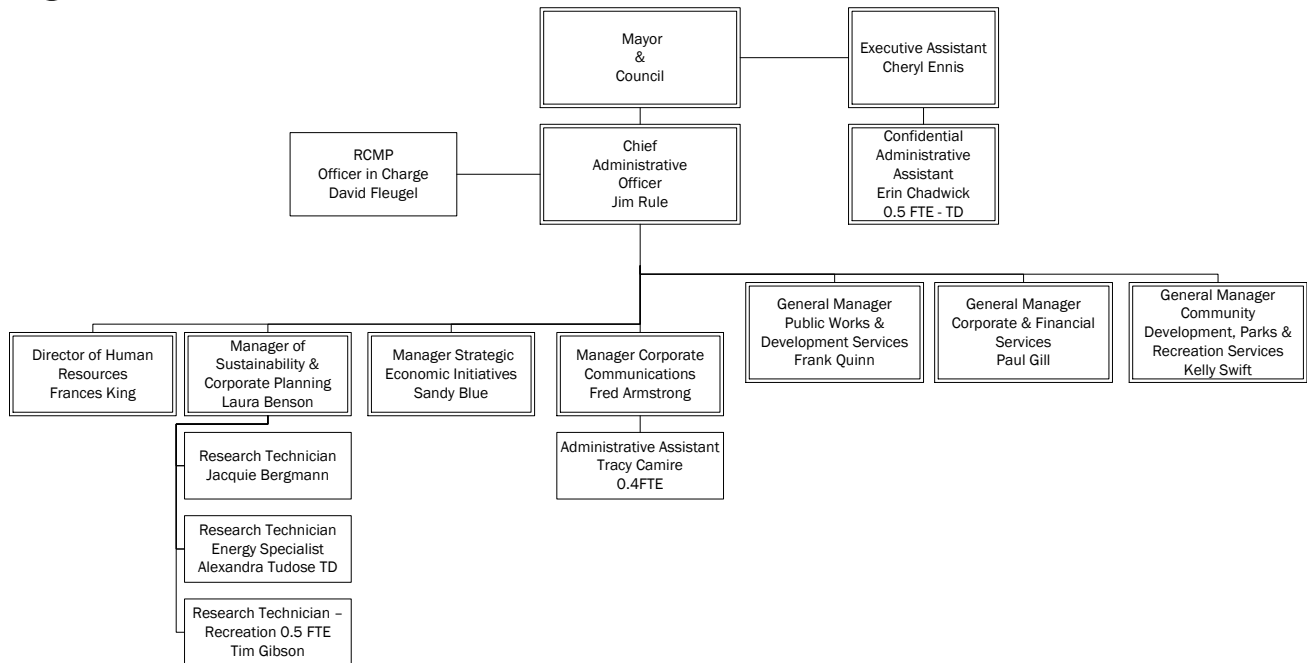 Mayor
&
Council
Executive Assistant
Cheryl Ennis
RCMP
Officer in Charge
David Fleugel
Chief
Administrative
Officer
Jim Rule
Confidential
Administrative
Assistant
Erin Chadwick
0.5 FTE - TD
General Manager
Public Works &
Development Services
Frank Quinn
General Manager
Corporate & Financial
Services
Paul Gill
General Manager
Community
Development, Parks &
Recreation Services
Kelly Swift
Director of Human
Resources
Frances King
Manager of
Sustainability &
Corporate Planning
Laura Benson
Manager Strategic
Economic Initiatives
Sandy Blue
Manager Corporate
Communications
Fred Armstrong
Research Technician
Jacquie Bergmann
Administrative Assistant
Tracy Camire
0.4FTE
Research Technician
Energy Specialist
Alexandra Tudose TD
Research Technician –
Recreation 0.5 FTE
Tim Gibson